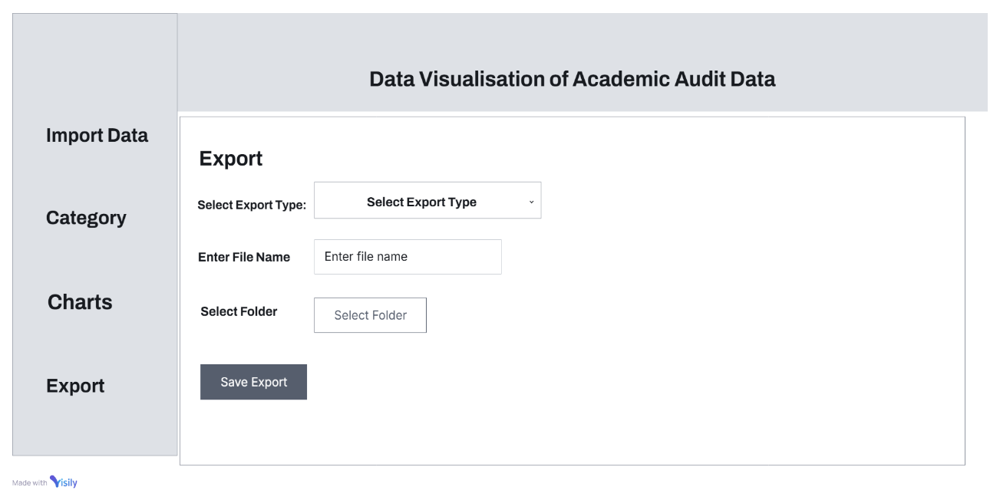 Data Visualisation of Academic Audit Data
Import Data
Category
Charts
Export
Export
Select Export Type: Select Export Type
Enter File Name Enter file name
Select Folder Select Folder
Save Export
Made with Visily